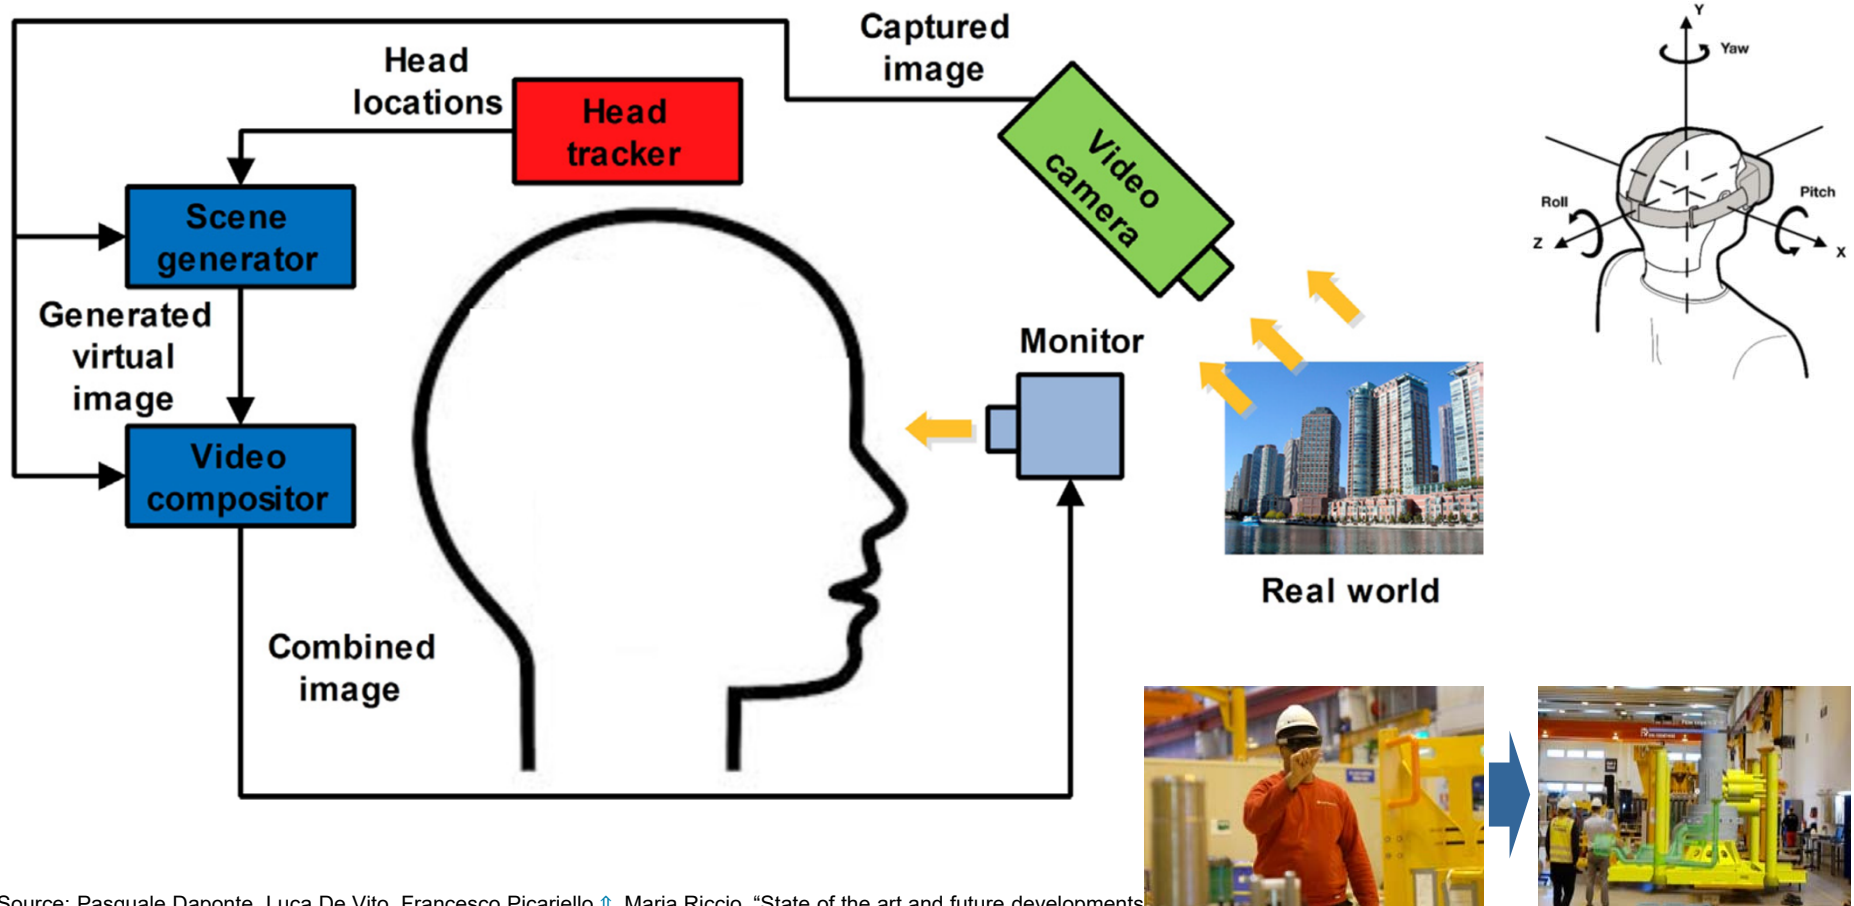 Captured
image
Head
locations
Head
tracker
Video
camera
Scene
generator
Generated
virtual
image
Video
compositor
Combined
image
Monitor
Real world
Y
Yaw
Roll
Z
Pitch
X
Source: Pasquale Daponte, Luca De Vito, Francesco Picariello ⇑, Maria Riccio, “State of the art and future developments